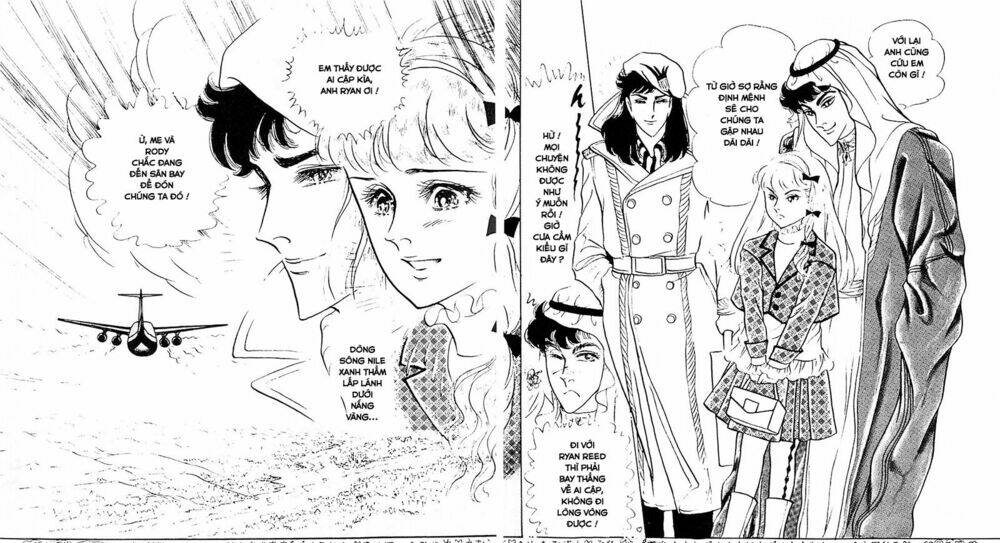 VỚI LẠI
ANH CŨNG
CỨU EM
CÒN GÌ !
TỪ GIỜ SỢ RẰNG
ĐỊNH MỆNH
SẼ CHO
CHÚNG TA
GẶP NHAU
DÀI DÀI !
HỪ !
MỌI
CHUYỆN
KHÔNG
ĐƯỢC
NHƯ
Ý MUỐN
RỒI !
GIỜ
CƯA CẨM
KIỂU GÌ
ĐÂY ?
ĐI VỚI
RYAN REED
THÌ PHẢI
BAY THẲNG
VỀ AI CẬP,
KHÔNG ĐI
LÒNG VÒNG
ĐƯỢC !
EM THẤY ĐƯỢC
AI CẬP KÌA,
ANH RYAN ƠI !
Ừ, MẸ VÀ
RODY
CHẮC ĐANG
ĐẾN SÂN BAY
ĐỂ ĐÓN
CHÚNG TA ĐÓ !
DÒNG
SÔNG NILE
XANH THẲM
LẤP LÁNH
DƯỚI
NẮNG
VÀNG...